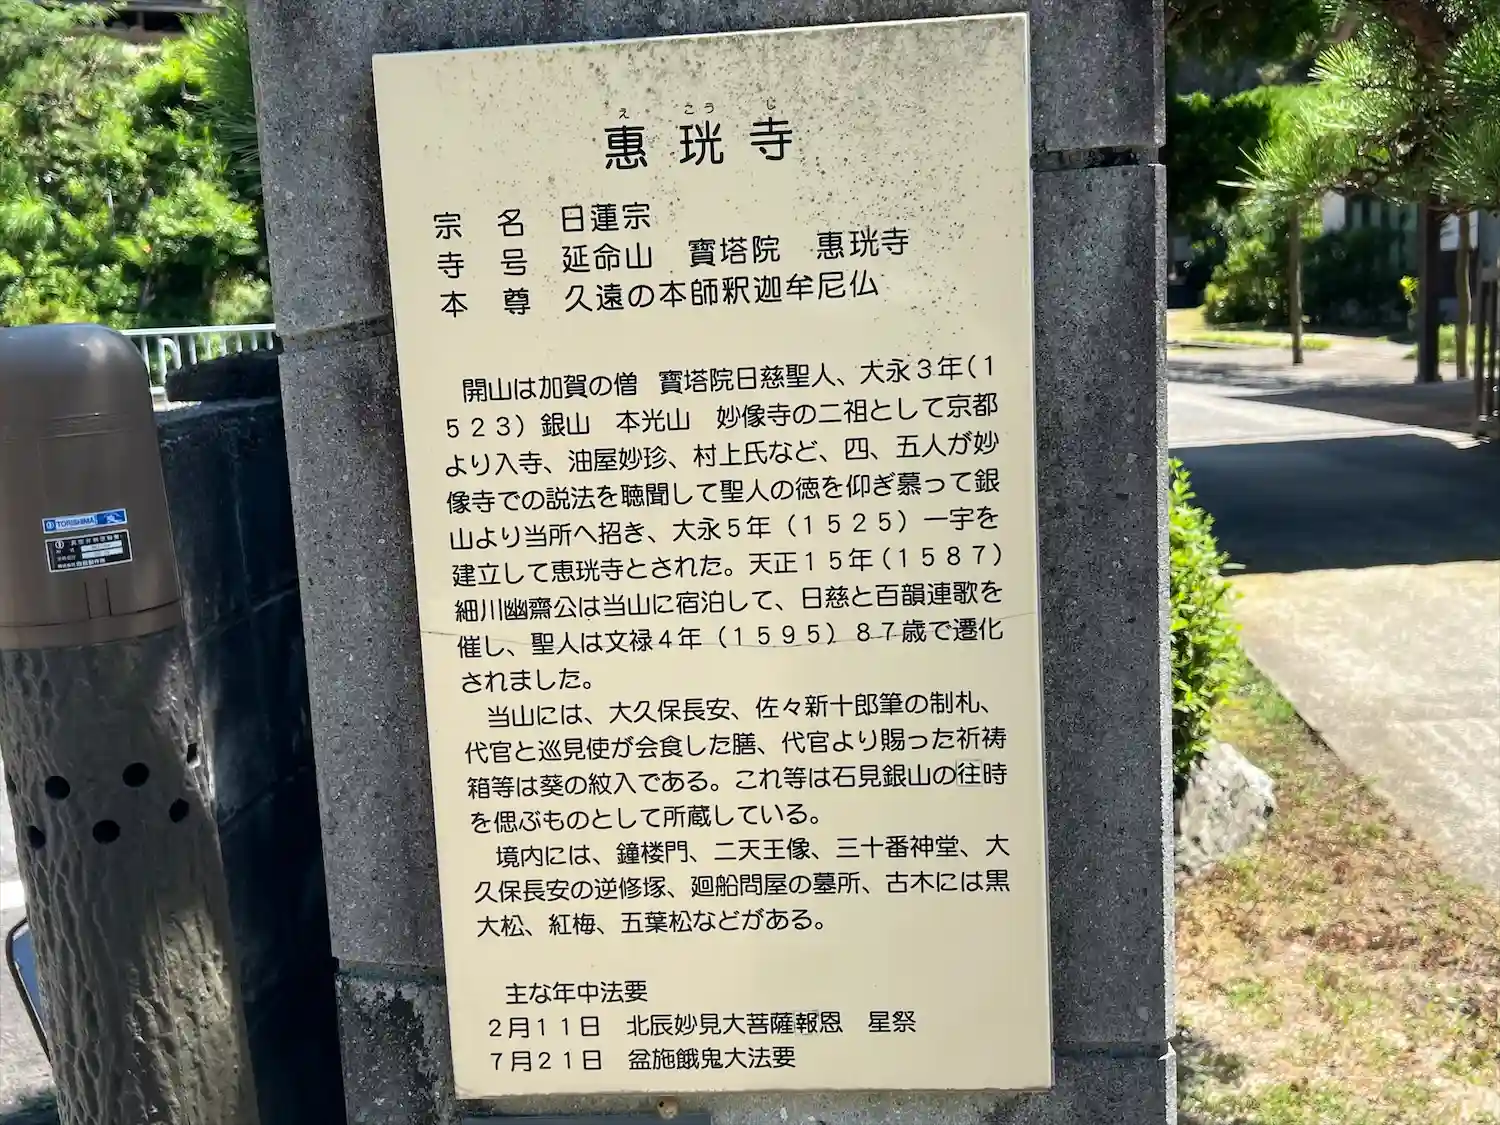 え こう じ
惠珖寺
宗 名 日蓮宗
寺 号 延命山 寳塔院 惠珖寺
本 尊 久遠の本師釈迦牟尼仏
開山は加賀の僧 寳塔院日慈聖人、大永3年(1
523)銀山 本光山 妙像寺の二祖として京都
より入寺、油屋妙珍、村上氏など、四、五人が妙
像寺での説法を聴聞して聖人の徳を仰ぎ慕って銀
山より当所へ招き、大永5年(1525)一宇を
建立して恵珖寺とされた。天正15年(1587)
細川幽齋公は当山に宿泊して、日慈と百韻連歌を
催し、聖人は文禄4年(1595)87歳で遷化
されました。
当山には、大久保長安、佐々新十郎筆の制札、
代官と巡見使が会食した膳、代官より賜った祈祷
箱等は葵の紋入である。これ等は石見銀山の往時
を偲ぶものとして所蔵している。
境内には、鐘楼門、二天王像、三十番神堂、大
久保長安の逆修塚、廻船問屋の墓所、古木には黒
大松、紅梅、五葉松などがある。
主な年中法要
2月11日 北辰妙見大菩薩報恩 星祭
7月21日 盆施餓鬼大法要
TORISHIMA